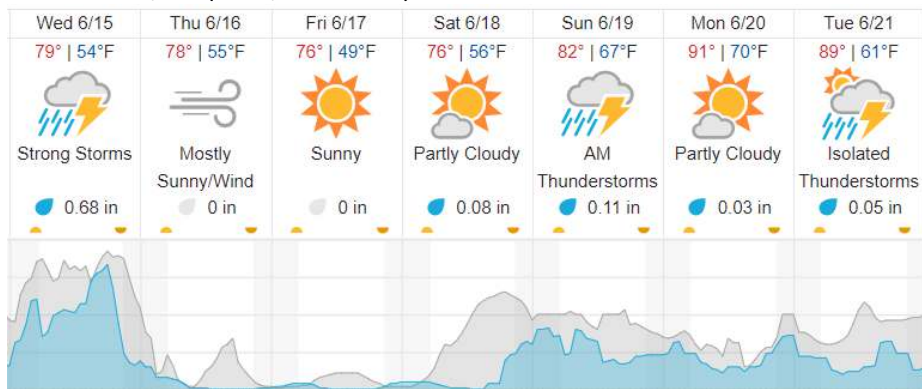 Wed 6/15 Thu 6/16 Fri 6/17 Sat 6/18 Sun 6/19 Mon 6/20 Tue 6/21
79° | 54°F 78° | 55°F 76° | 49°F 76° | 56°F 82° | 67°F 91° | 70°F 89° | 61°F
Strong Storms Mostly Sunny Partly Cloudy AM Partly Cloudy Isolated
Sunny/Wind Thunderstorms Thunderstorms
0.68 in 0 in 0 in 0.08 in 0.11 in 0.03 in 0.05 in